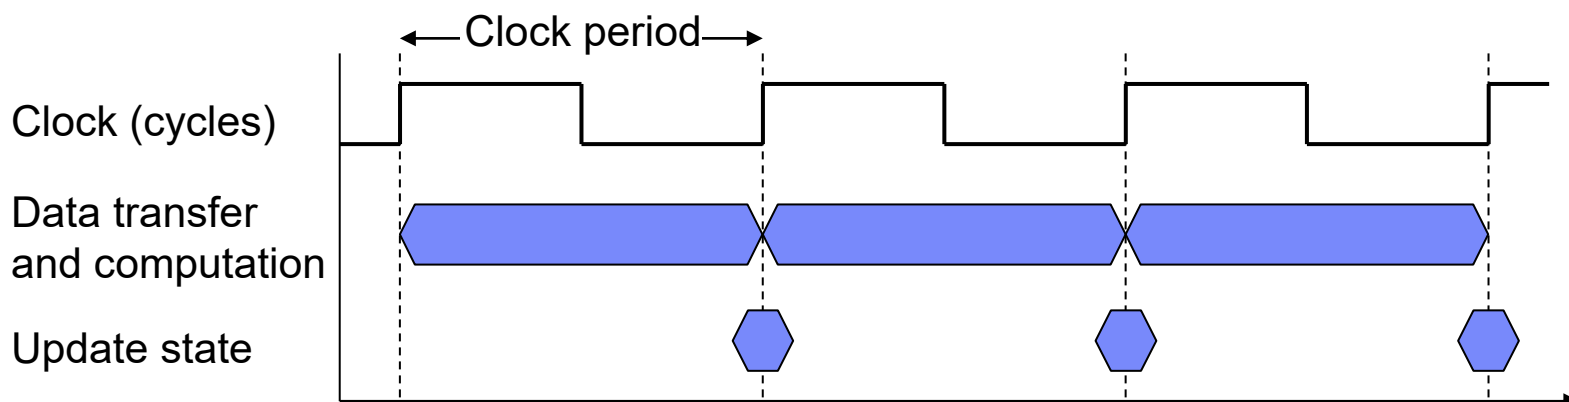 Clock period
Clock (cycles)
Data transfer
and computation
Update state